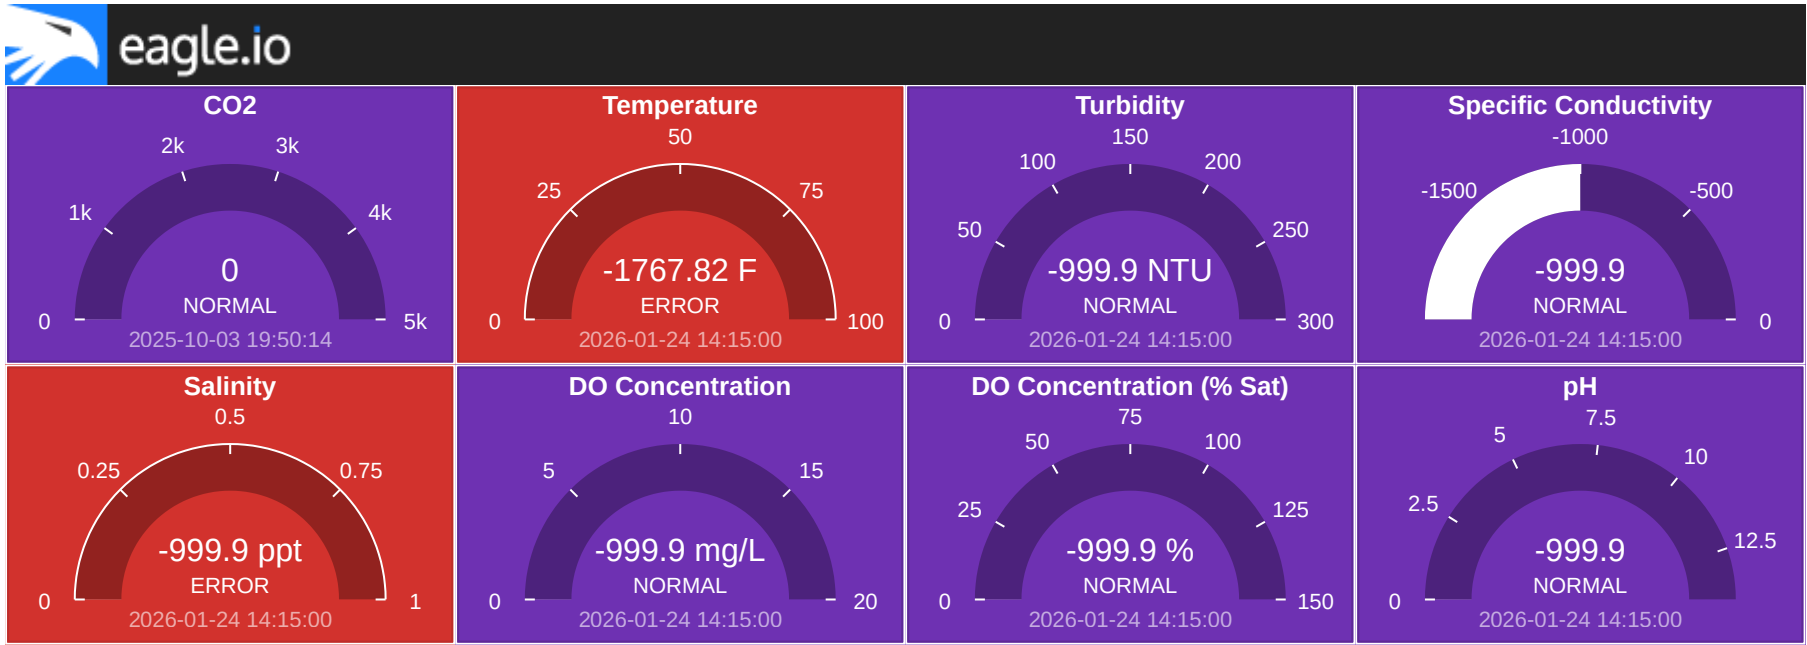 eagle.io
CO2
2k
3k
1k
4k
0
NORMAL
0
5k
2025-10-03 19:50:14
Temperature
50
25
75
-1767.82 F
ERROR
0
100
2026-01-24 14:15:00
Turbidity
150
100
200
50
250
-999.9 NTU
NORMAL
0
300
2026-01-24 14:15:00
Specific Conductivity
-1000
-1500
-500
-999.9
NORMAL
0
2026-01-24 14:15:00
Salinity
0.5
0.25
0.75
-999.9 ppt
ERROR
0
1
2026-01-24 14:15:00
DO Concentration
10
5
15
-999.9 mg/L
NORMAL
0
20
2026-01-24 14:15:00
DO Concentration (% Sat)
75
50
100
25
125
-999.9 %
NORMAL
0
150
2026-01-24 14:15:00
pH
7.5
5
10
2.5
12.5
-999.9
NORMAL
0
2026-01-24 14:15:00